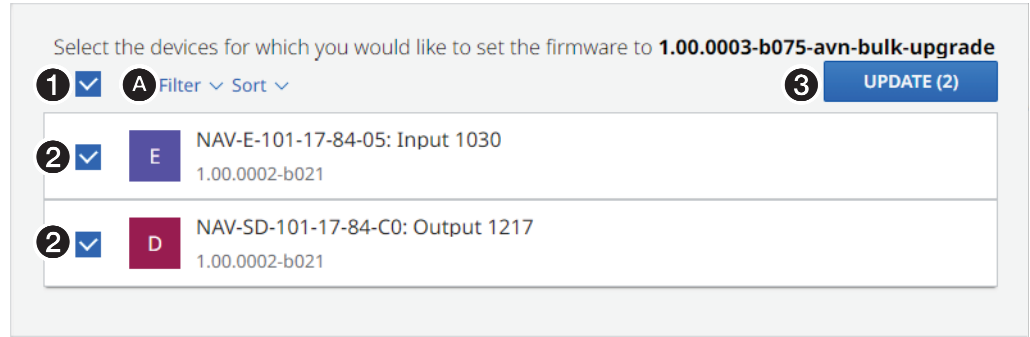 Select the devices for which you would like to set the firmware to 1.00.0003-b075-avn-bulk-upgrade
1 A Filter Sort 3 UPDATE (2)
2 E NAV-E-101-17-84-05: Input 1030
1.00.0002-b021
2 D NAV-SD-101-17-84-C0: Output 1217
1.00.0002-b021